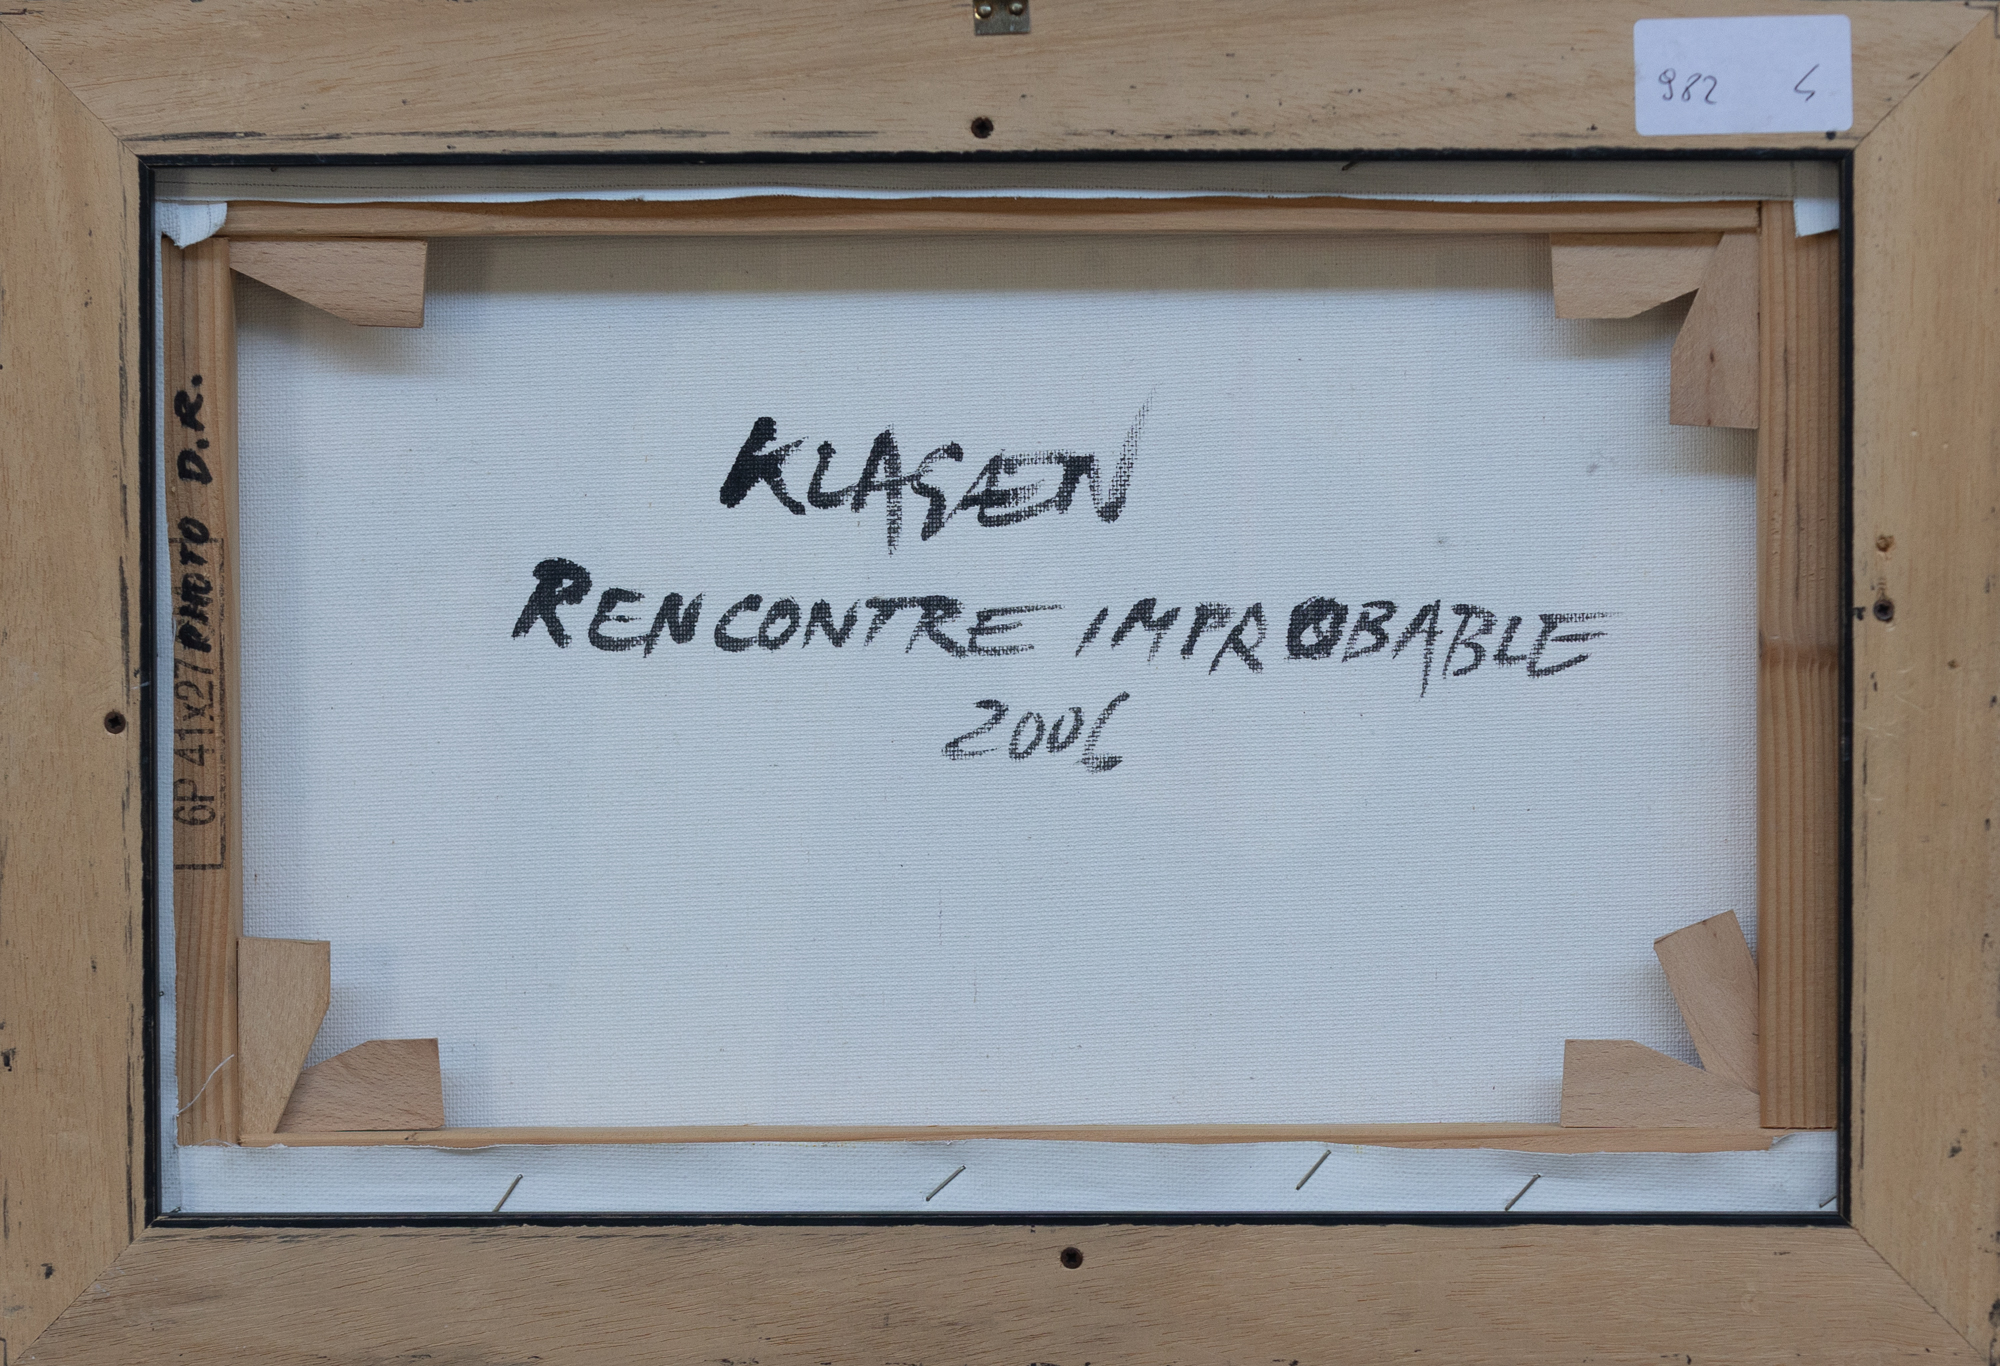 982 4
KLASEN
RENCONTRE IMPROBABLE
2006
6P 41x27 PHOTO D.R.